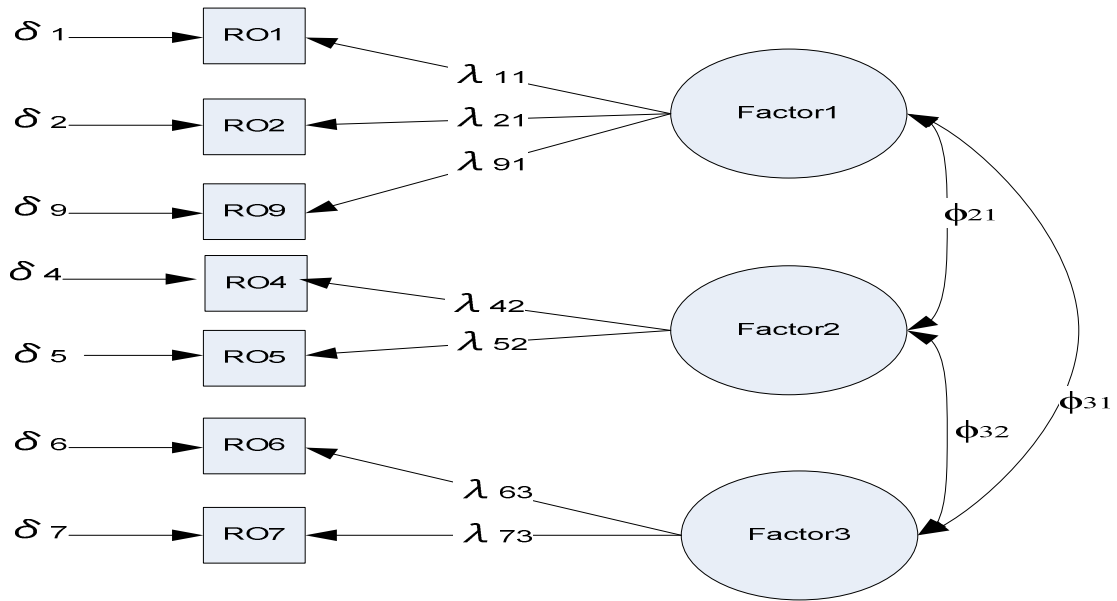 δ 1 RO1
λ 11
δ 2 RO2 λ 21 Factor1
λ 91
δ 9 RO9 ϕ21
δ 4 RO4
λ 42
δ 5 RO5 λ 52 Factor2
ϕ31
δ 6 RO6 ϕ32
λ 63
δ 7 RO7 λ 73 Factor3